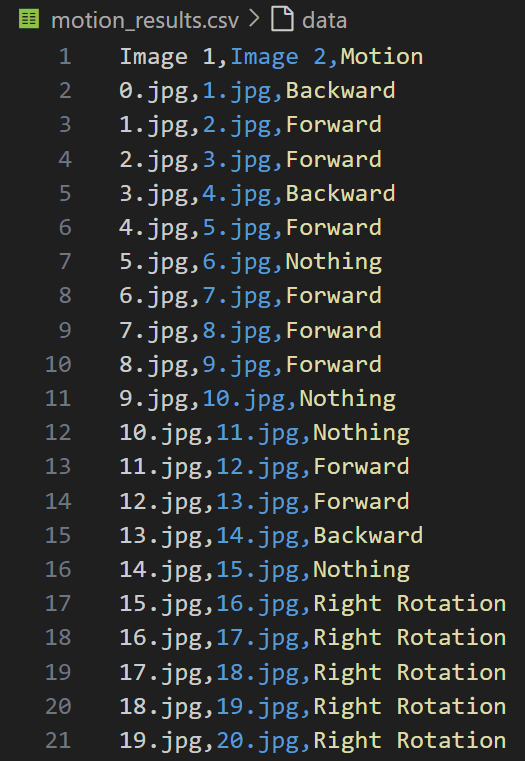 motion_results.csv > data
1 Image 1,Image 2,Motion
2 0.jpg,1.jpg,Backward
3 1.jpg,2.jpg,Forward
4 2.jpg,3.jpg,Forward
5 3.jpg,4.jpg,Backward
6 4.jpg,5.jpg,Forward
7 5.jpg,6.jpg,Nothing
8 6.jpg,7.jpg,Forward
9 7.jpg,8.jpg,Forward
10 8.jpg,9.jpg,Forward
11 9.jpg,10.jpg,Nothing
12 10.jpg,11.jpg,Nothing
13 11.jpg,12.jpg,Forward
14 12.jpg,13.jpg,Forward
15 13.jpg,14.jpg,Backward
16 14.jpg,15.jpg,Nothing
17 15.jpg,16.jpg,Right Rotation
18 16.jpg,17.jpg,Right Rotation
19 17.jpg,18.jpg,Right Rotation
20 18.jpg,19.jpg,Right Rotation
21 19.jpg,20.jpg,Right Rotation